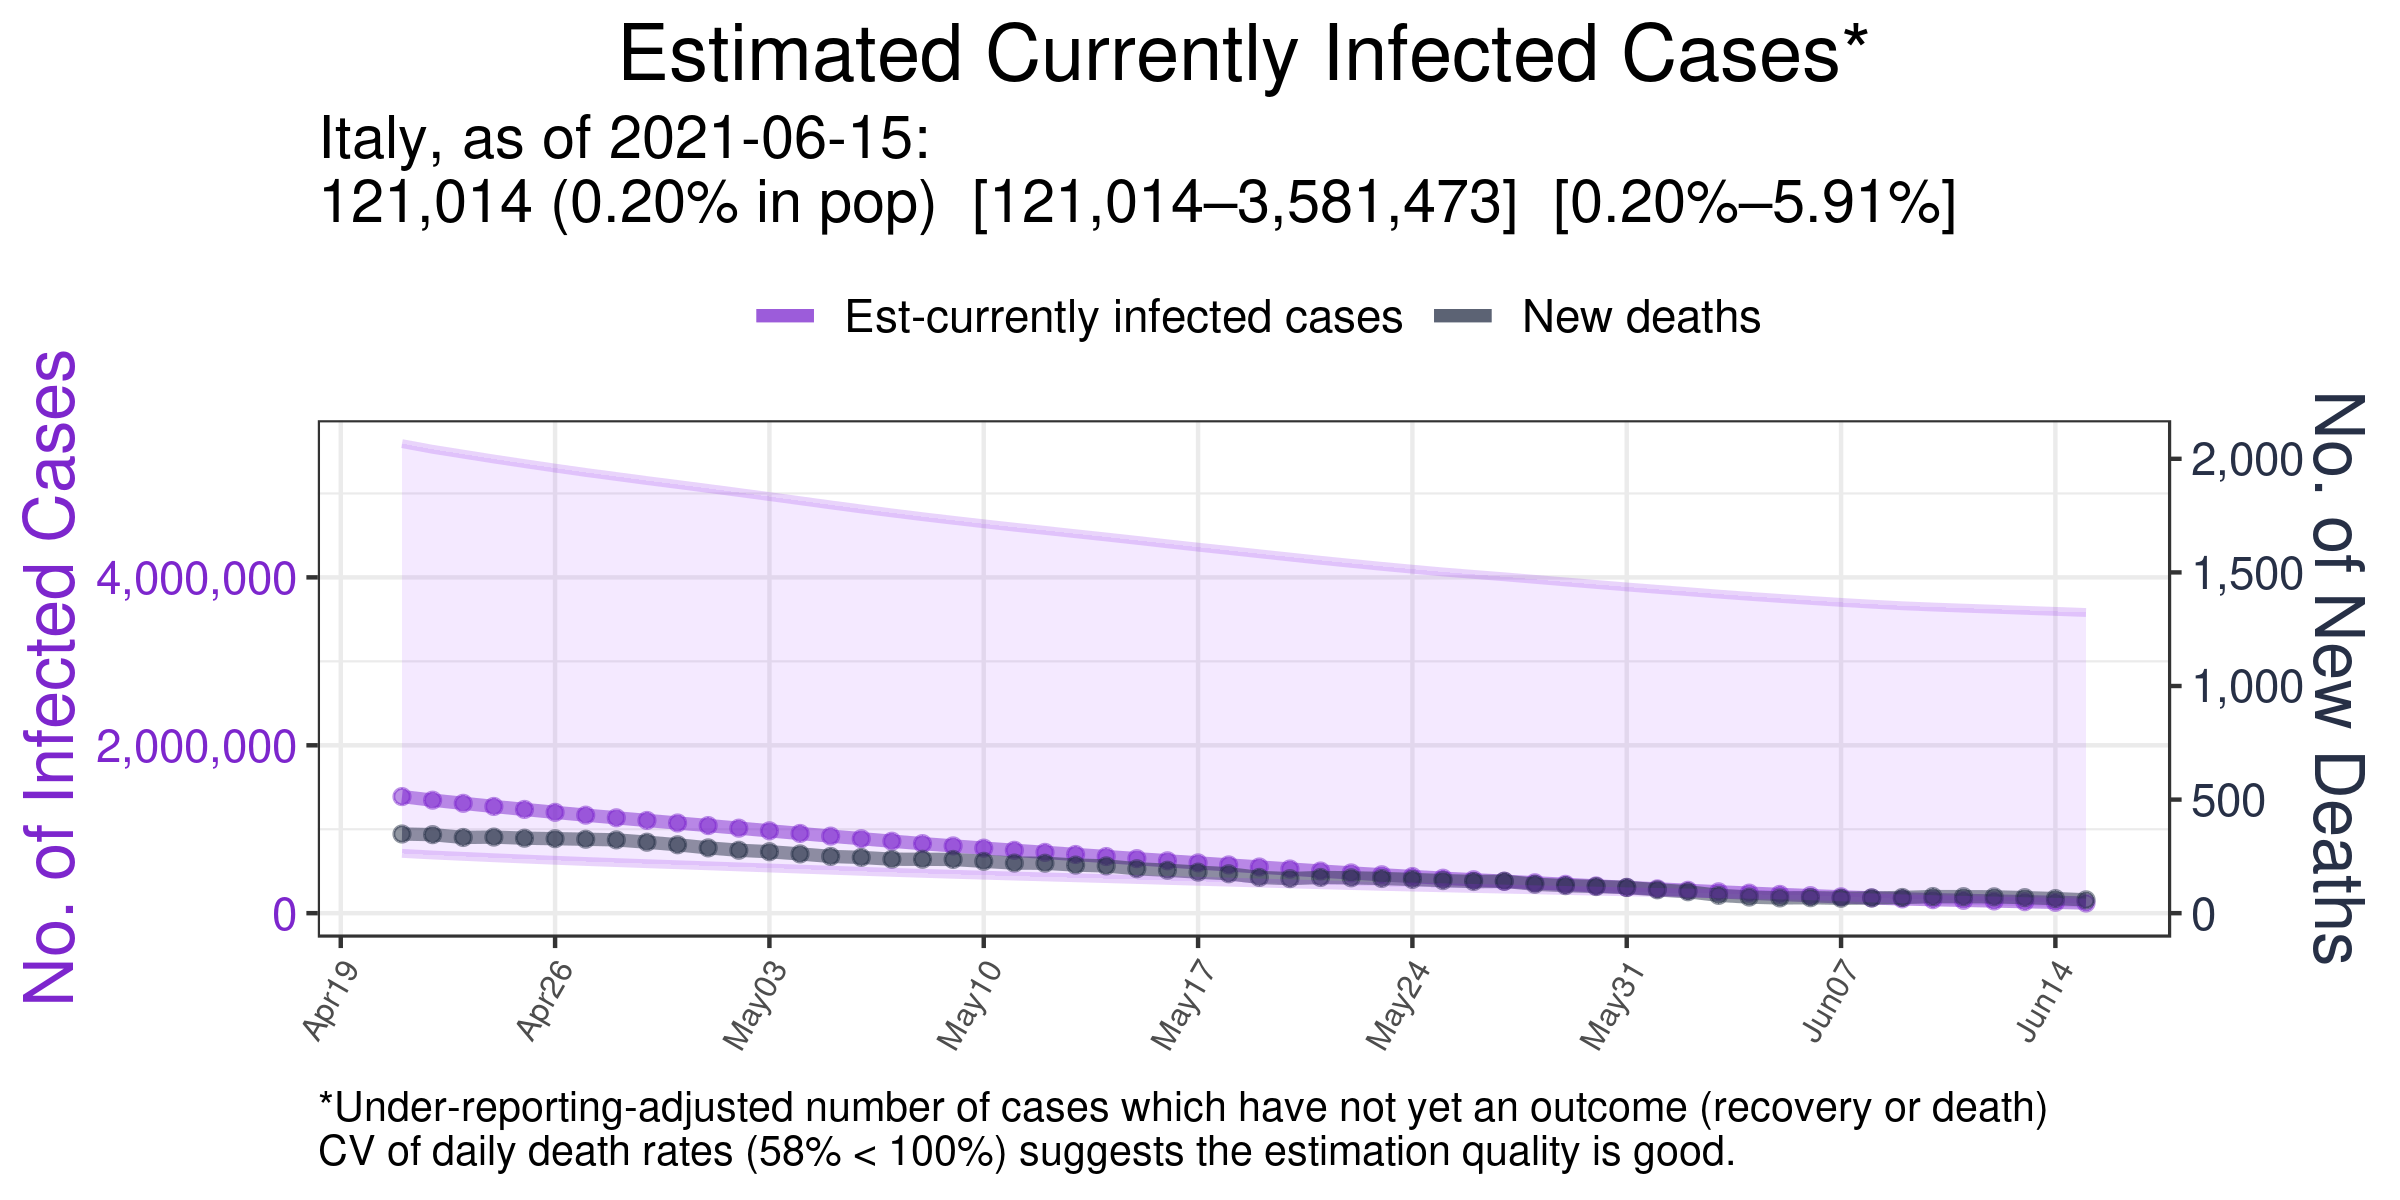 Estimated Currently Infected Cases*
Italy, as of 2021-06-15:
121,014 (0.20% in pop)  [121,014–3,581,473]  [0.20%–5.91%]
Est-currently infected cases
New deaths
No. of Infected Cases
4,000,000
2,000,000
0
2,000
1,500
1,000
500
0
No. of New Deaths
Apr19
Apr26
May03
May10
May17
May24
May31
Jun07
Jun14
*Under-reporting-adjusted number of cases which have not yet an outcome (recovery or death)
CV of daily death rates (58% < 100%) suggests the estimation quality is good.